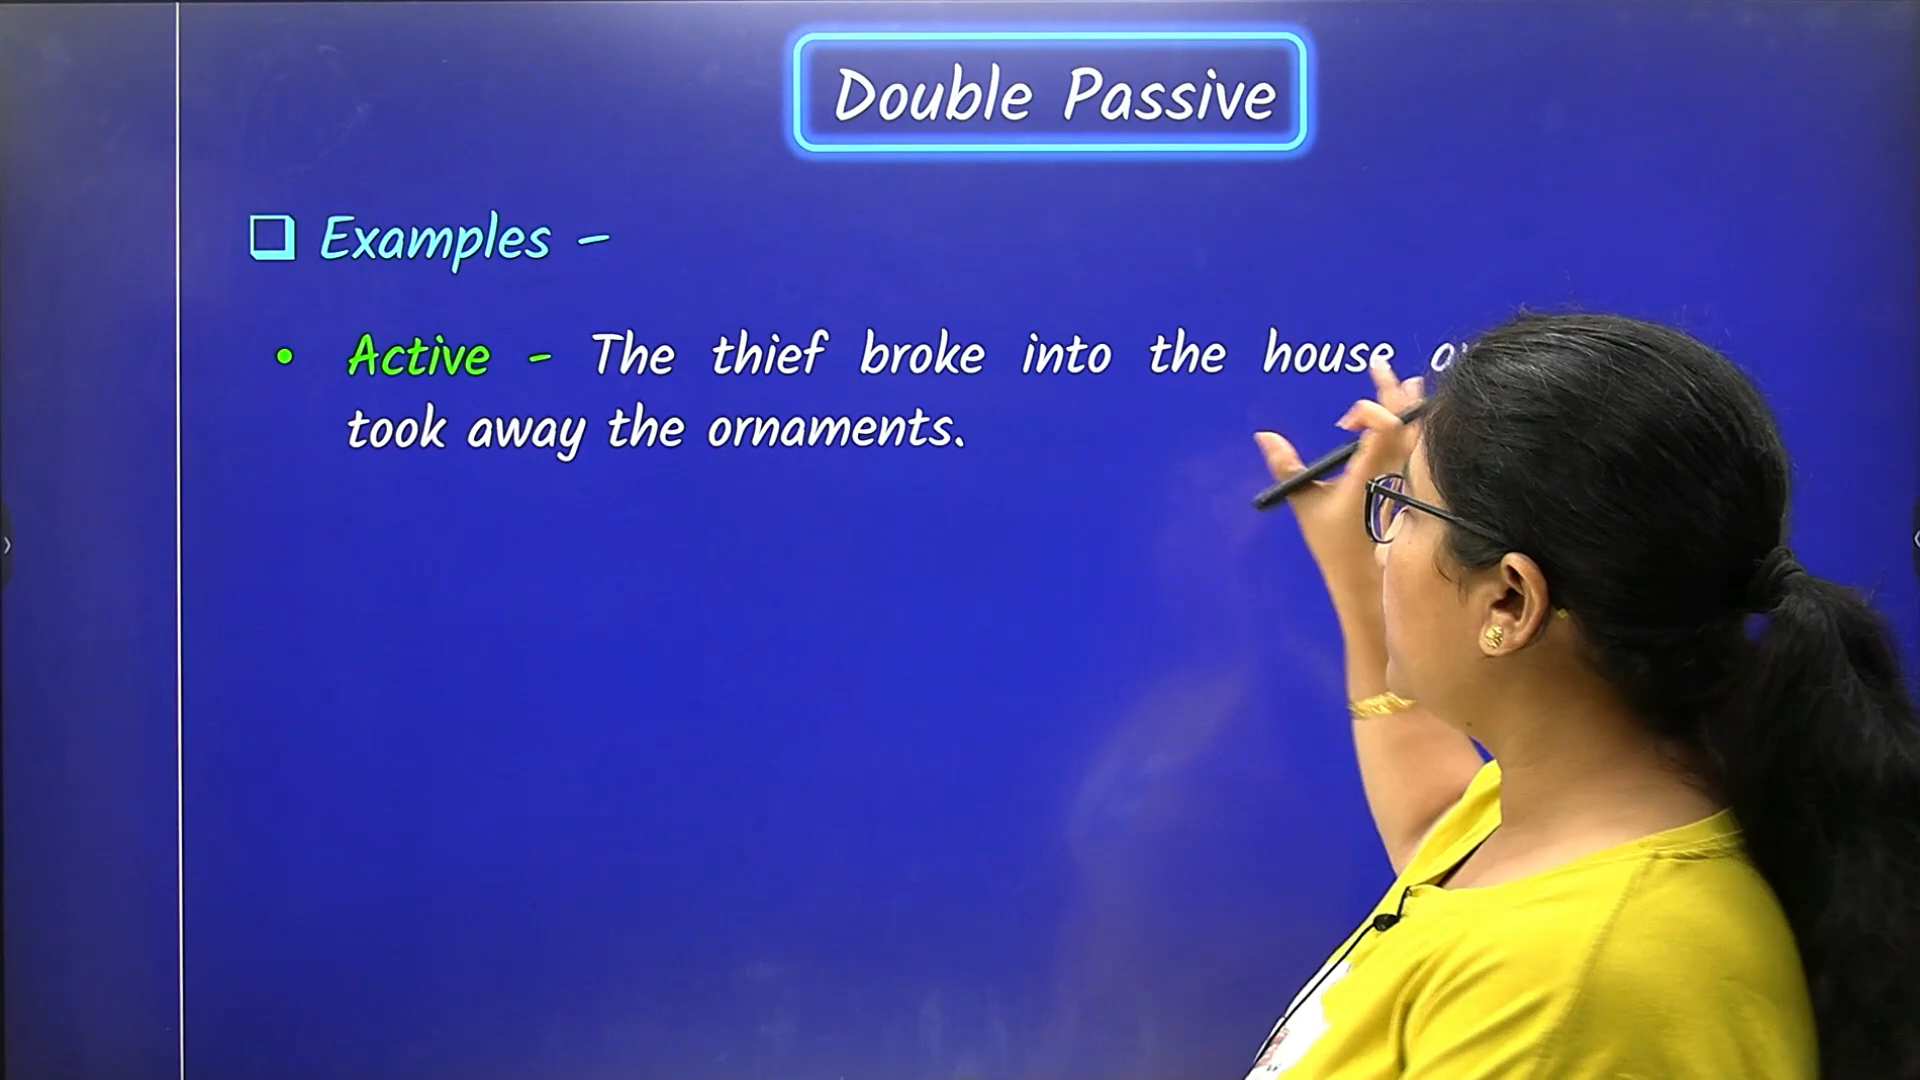 Double Passive
❑ Examples –
• Active - The thief broke into the house
took away the ornaments.